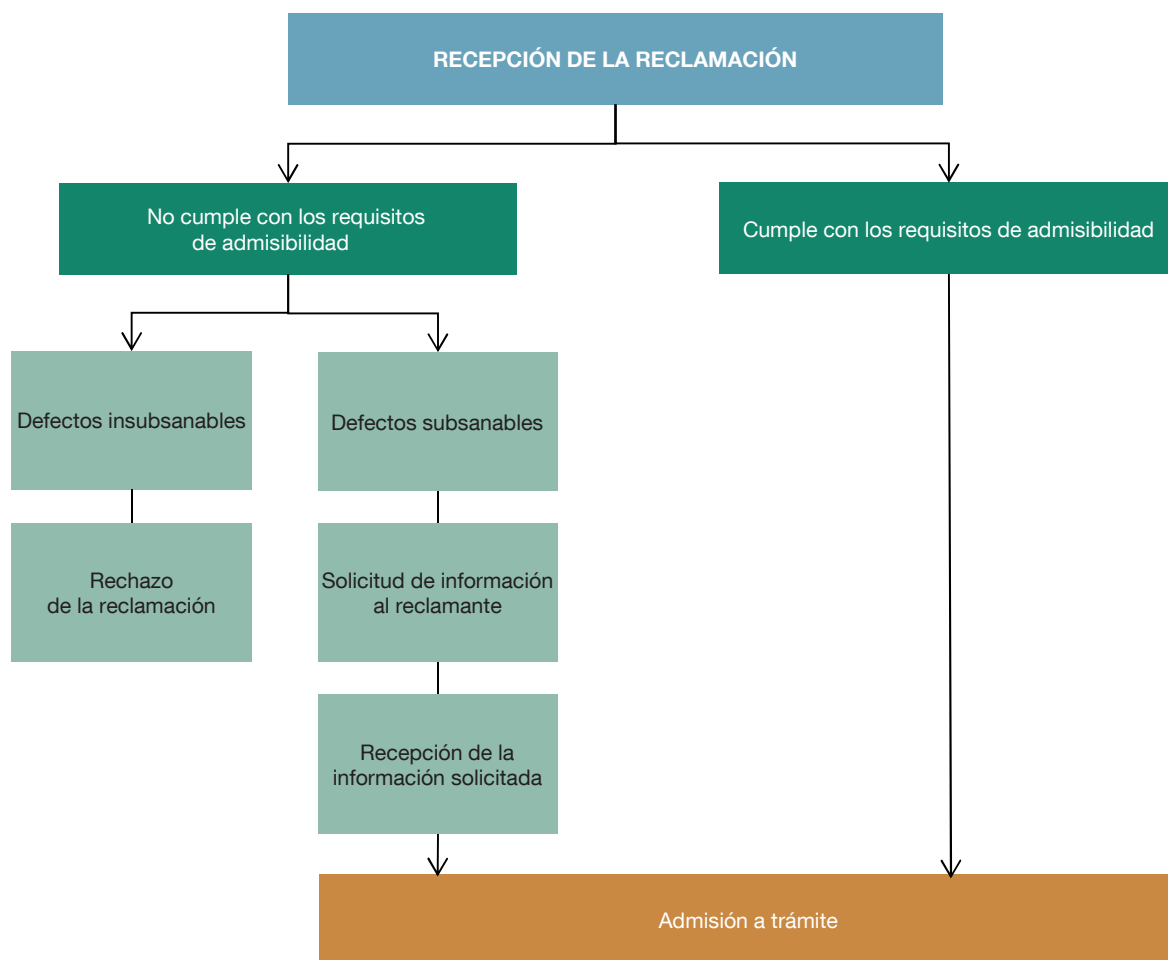 RECEPCIÓN DE LA RECLAMACIÓN
No cumple con los requisitos
de admisibilidad
Cumple con los requisitos de admisibilidad
Defectos insubsanables
Defectos subsanables
Rechazo
de la reclamación
Solicitud de información
al reclamante
Recepción de la
información solicitada
Admisión a trámite